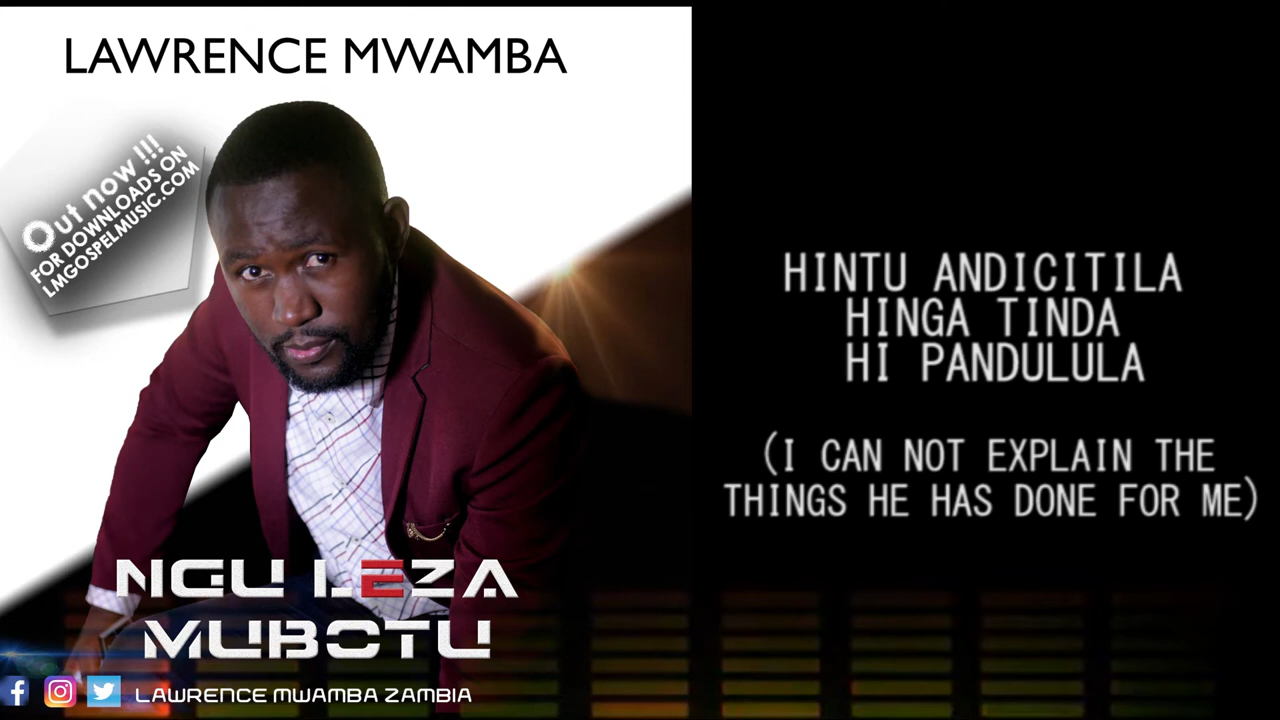 LAWRENCE MWAMBA
Out now !!!
FOR DOWNLOADS ON
LMGOSPELMUSIC.COM
NGU LEZA
MUBOTU
LAWRENCE MWAMBA ZAMBIA
HINTU ANDICITILA
HINGA TINDA
HI PANDULULA
(I CAN NOT EXPLAIN THE
THINGS HE HAS DONE FOR ME)